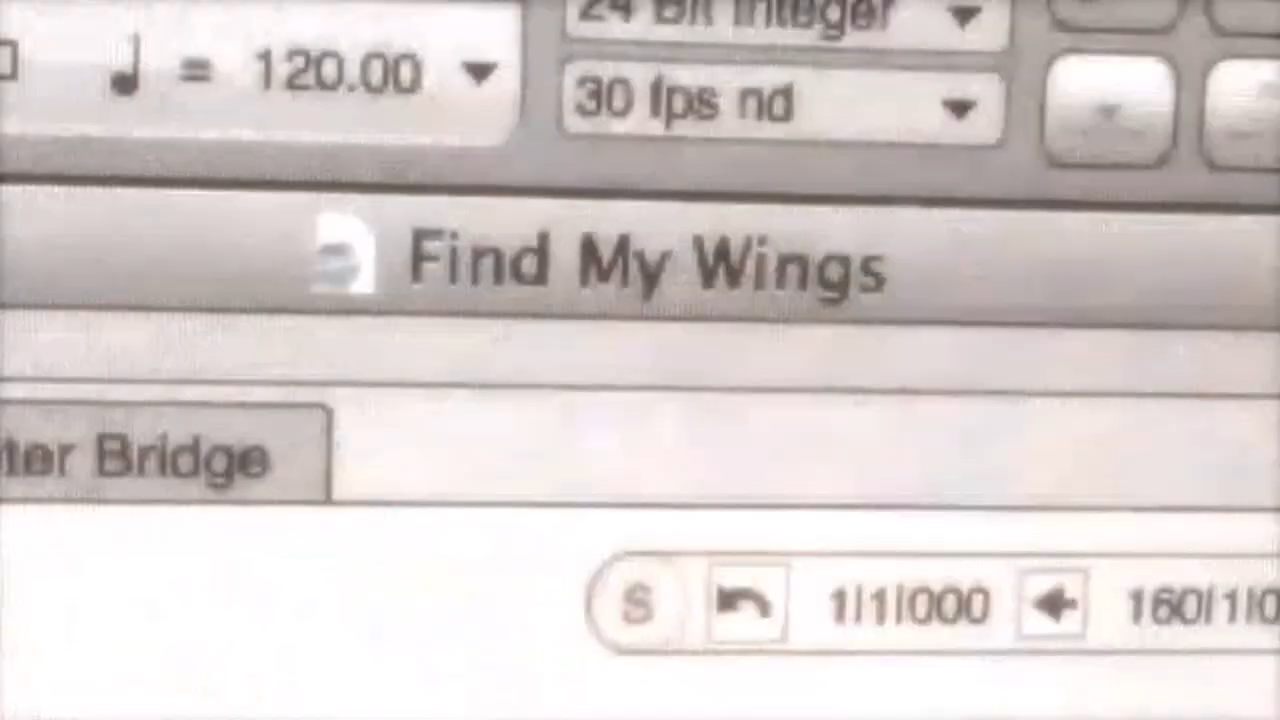 24 Bit Integer
♩ = 120.00
30 fps nd
Find My Wings
ter Bridge
S 1|1|000 160|1|0